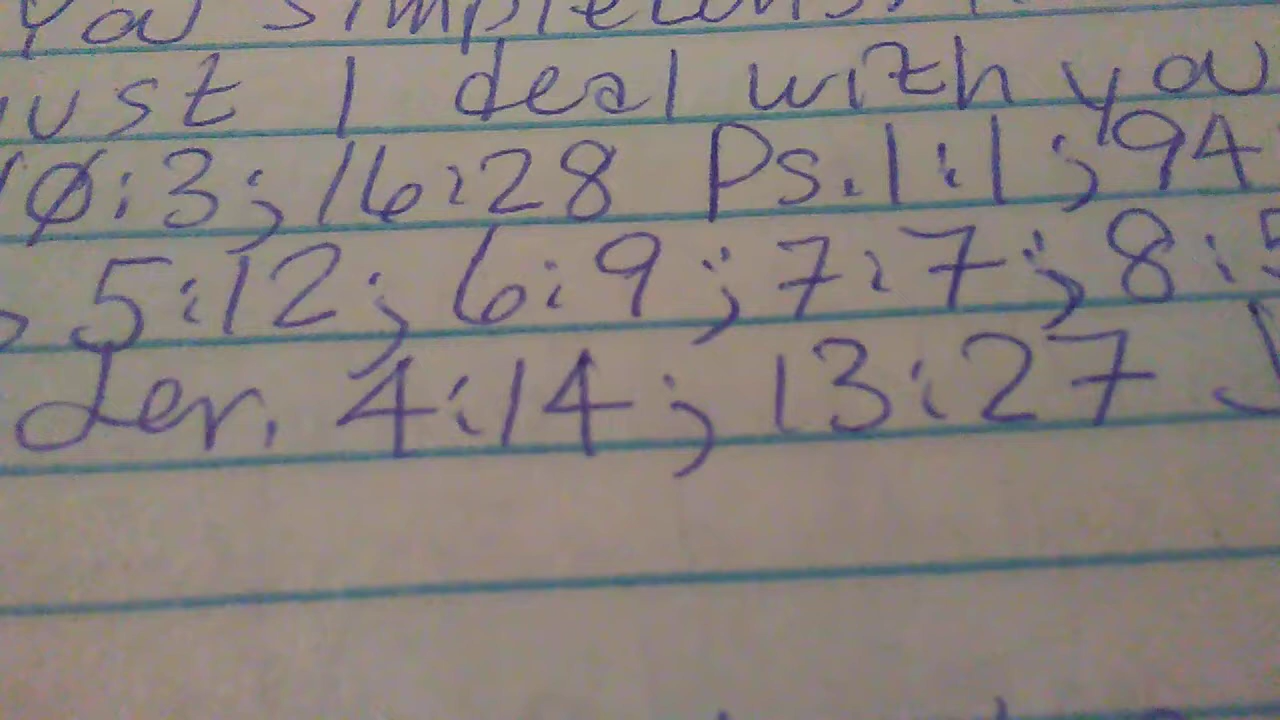 You simpletons!
ust I deal with you
10:3; 16:28 Ps. 1:1; 94
5:12; 6:9; 7:7; 8:5
Jer. 4:14; 13:27 J